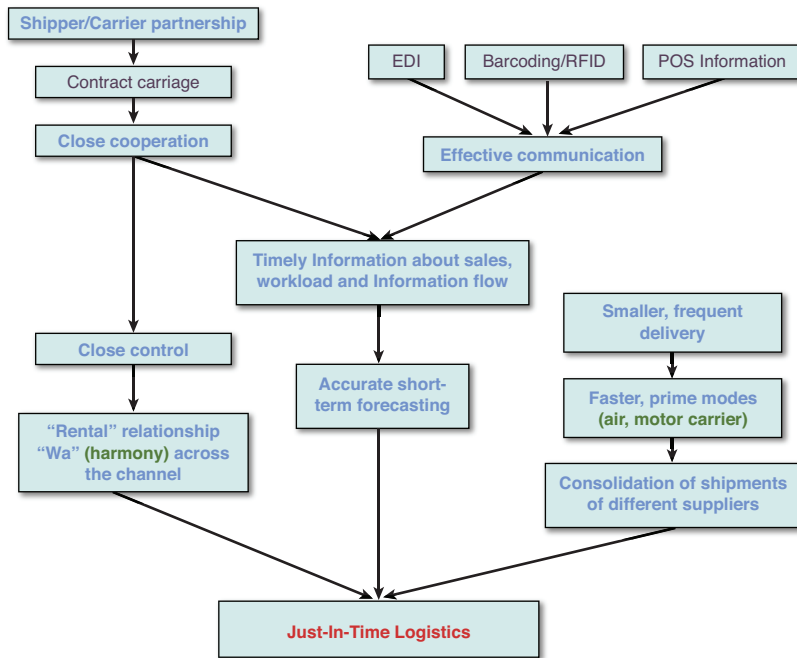 Shipper/Carrier partnership
Contract carriage
Close cooperation
EDI
Barcoding/RFID
POS Information
Effective communication
Timely Information about sales,
workload and Information flow
Close control
Accurate short-
term forecasting
Smaller, frequent
delivery
Faster, prime modes
(air, motor carrier)
“Rental” relationship
“Wa” (harmony) across
the channel
Consolidation of shipments
of different suppliers
Just-In-Time Logistics